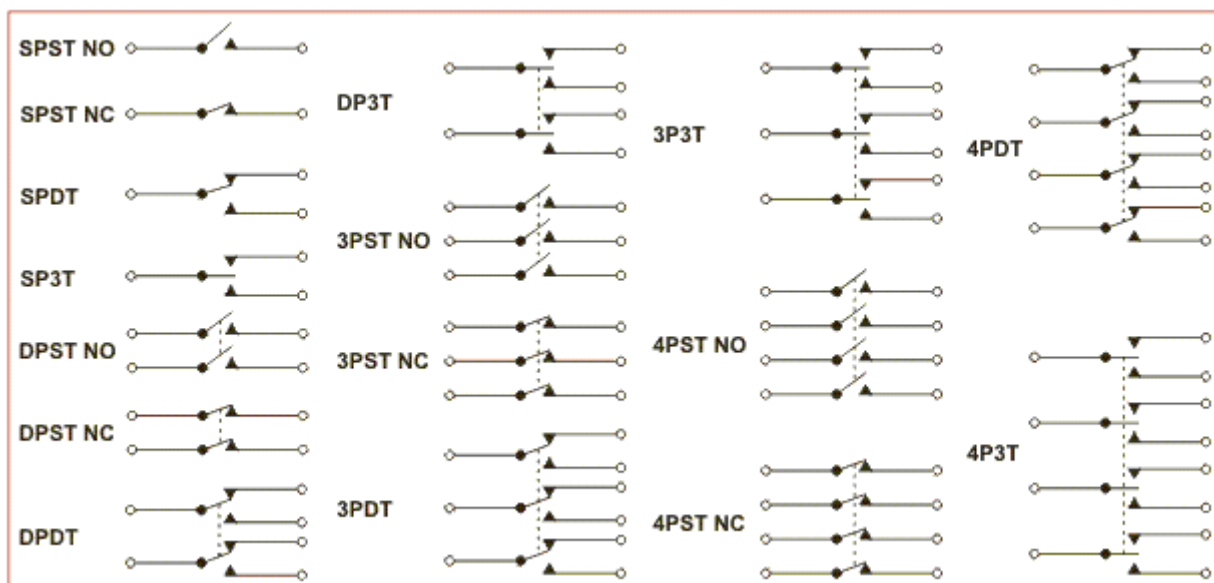 SPST NO
SPST NC
SPDT
SP3T
DPST NO
DPST NC
DPDT
DP3T
3PST NO
3PST NC
3PDT
3P3T
4PST NO
4PST NC
4PDT
4P3T